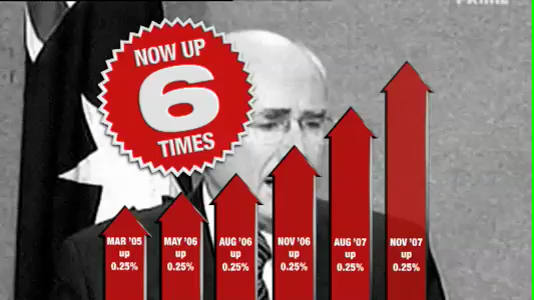 PRIME
NOW UP
6
TIMES
MAR '05
up
0.25%
MAY '06
up
0.25%
AUG '06
up
0.25%
NOV '06
up
0.25%
AUG '07
up
0.25%
NOV '07
up
0.25%